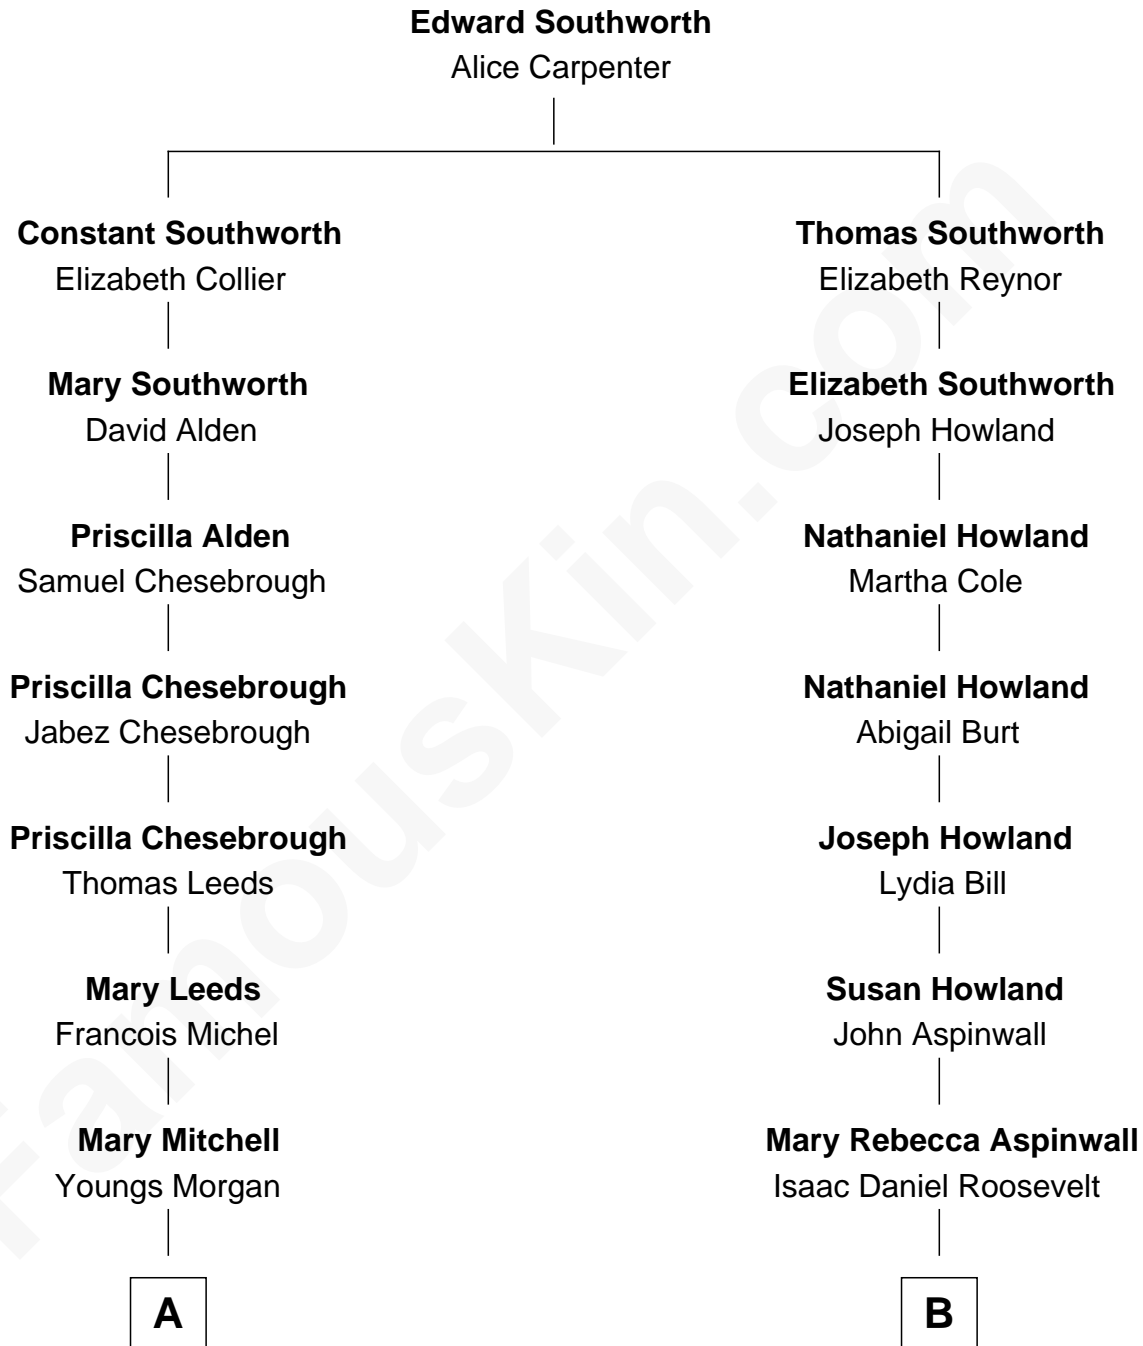 Edward Southworth
Alice Carpenter
Constant Southworth
Elizabeth Collier
Thomas Southworth
Elizabeth Reynor
Mary Southworth
David Alden
Elizabeth Southworth
Joseph Howland
Priscilla Alden
Samuel Chesebrough
Nathaniel Howland
Martha Cole
Priscilla Chesebrough
Jabez Chesebrough
Nathaniel Howland
Abigail Burt
Priscilla Chesebrough
Thomas Leeds
Joseph Howland
Lydia Bill
Mary Leeds
Francois Michel
Susan Howland
John Aspinwall
Mary Mitchell
Youngs Morgan
Mary Rebecca Aspinwall
Isaac Daniel Roosevelt
A
B
FamousKin.com